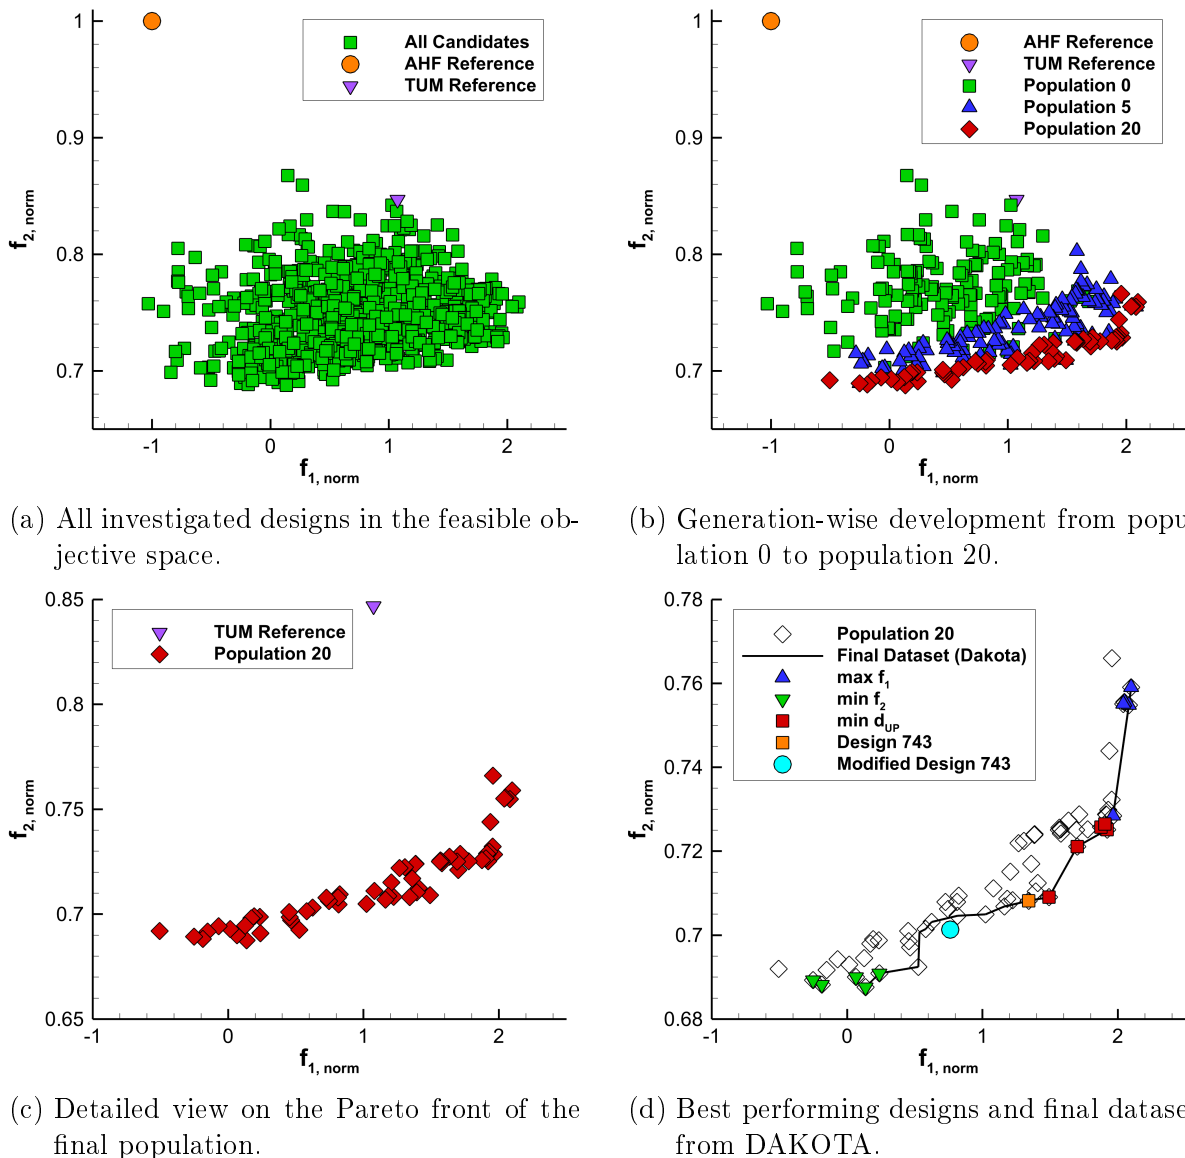 1
0.9
0.8
0.7
f2, norm
-1 0 1 2
f1, norm
All Candidates
AHF Reference
TUM Reference
(a) All investigated designs in the feasible ob-
jective space.
1
0.9
0.8
0.7
f2, norm
-1 0 1 2
f1, norm
AHF Reference
TUM Reference
Population 0
Population 5
Population 20
(b) Generation-wise development from popu
lation 0 to population 20.
0.85
0.8
0.75
0.7
0.65
f2, norm
-1 0 1 2
f1, norm
TUM Reference
Population 20
(c) Detailed view on the Pareto front of the
final population.
0.78
0.76
0.74
0.72
0.7
0.68
f2, norm
-1 0 1 2
f1, norm
Population 20
Final Dataset (Dakota)
max f1
min f2
min dUP
Design 743
Modified Design 743
(d) Best performing designs and final datase
from DAKOTA.